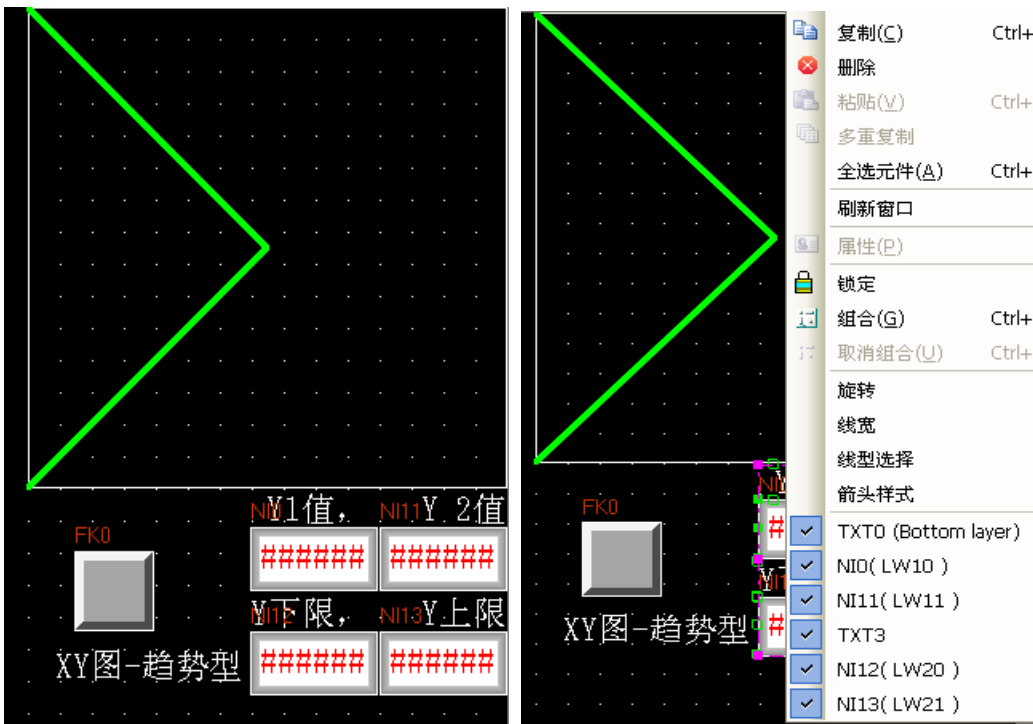 NI0 Y1值， NI11 Y 2值
FK0
###### ######
NI12 Y下限， NI13 Y上限
XY图-趋势型
###### ######
FK0
#
XY图-趋势型
#
复制(C) Ctrl+
删除
粘贴(V) Ctrl+
多重复制
全选元件(A) Ctrl+
刷新窗口
属性(P)
锁定
组合(G) Ctrl+
取消组合(U) Ctrl+
旋转
线宽
线型选择
箭头样式
TXT0 (Bottom layer)
NI0( LW10 )
NI11( LW11 )
TXT3
NI12( LW20 )
NI13( LW21 )